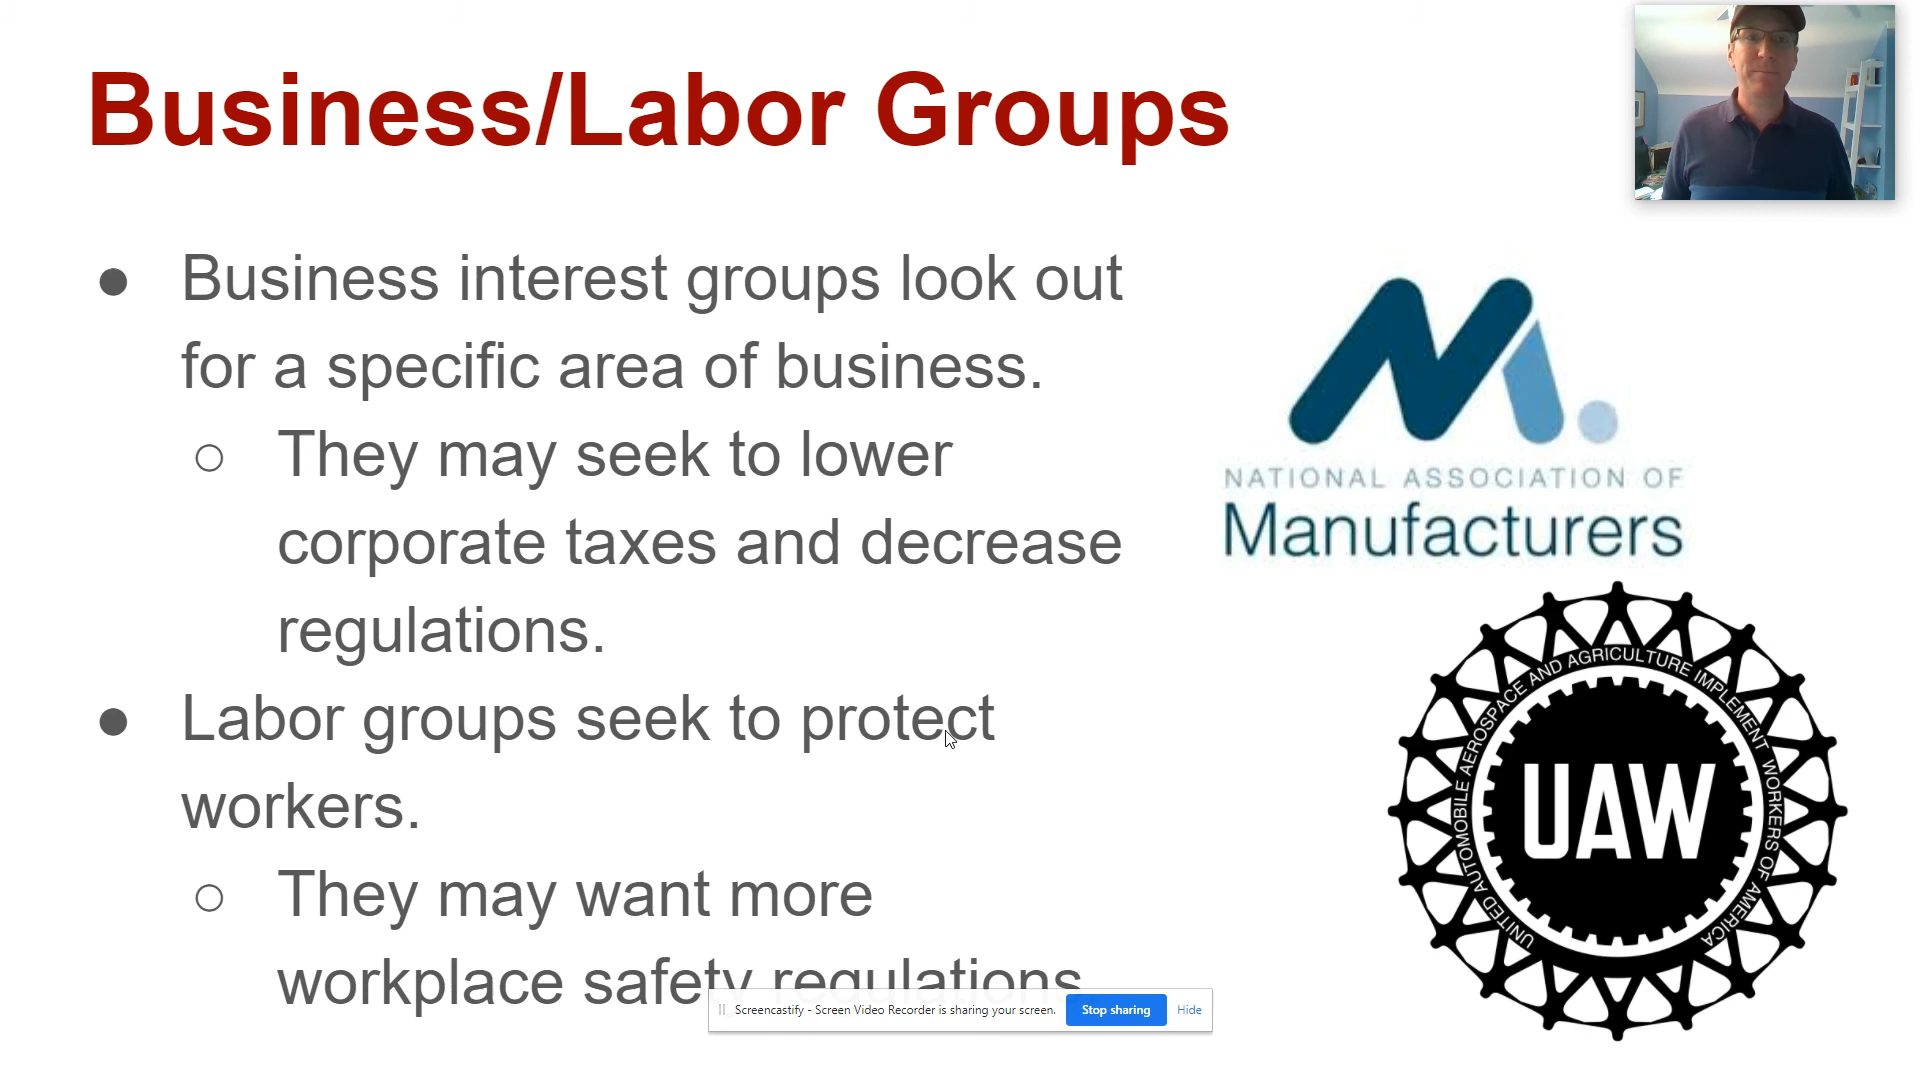 Business/Labor Groups
● Business interest groups look out
for a specific area of business.
○ They may seek to lower
corporate taxes and decrease
regulations.
● Labor groups seek to protect
workers.
○ They may want more
workplace safety regulations.
NATIONAL ASSOCIATION OF
Manufacturers
UNITED AUTOMOBILE AEROSPACE AND AGRICULTURE IMPLEMENT WORKERS OF AMERICA
UAW
Screencastify - Screen Video Recorder is sharing your screen.
Stop sharing
Hide